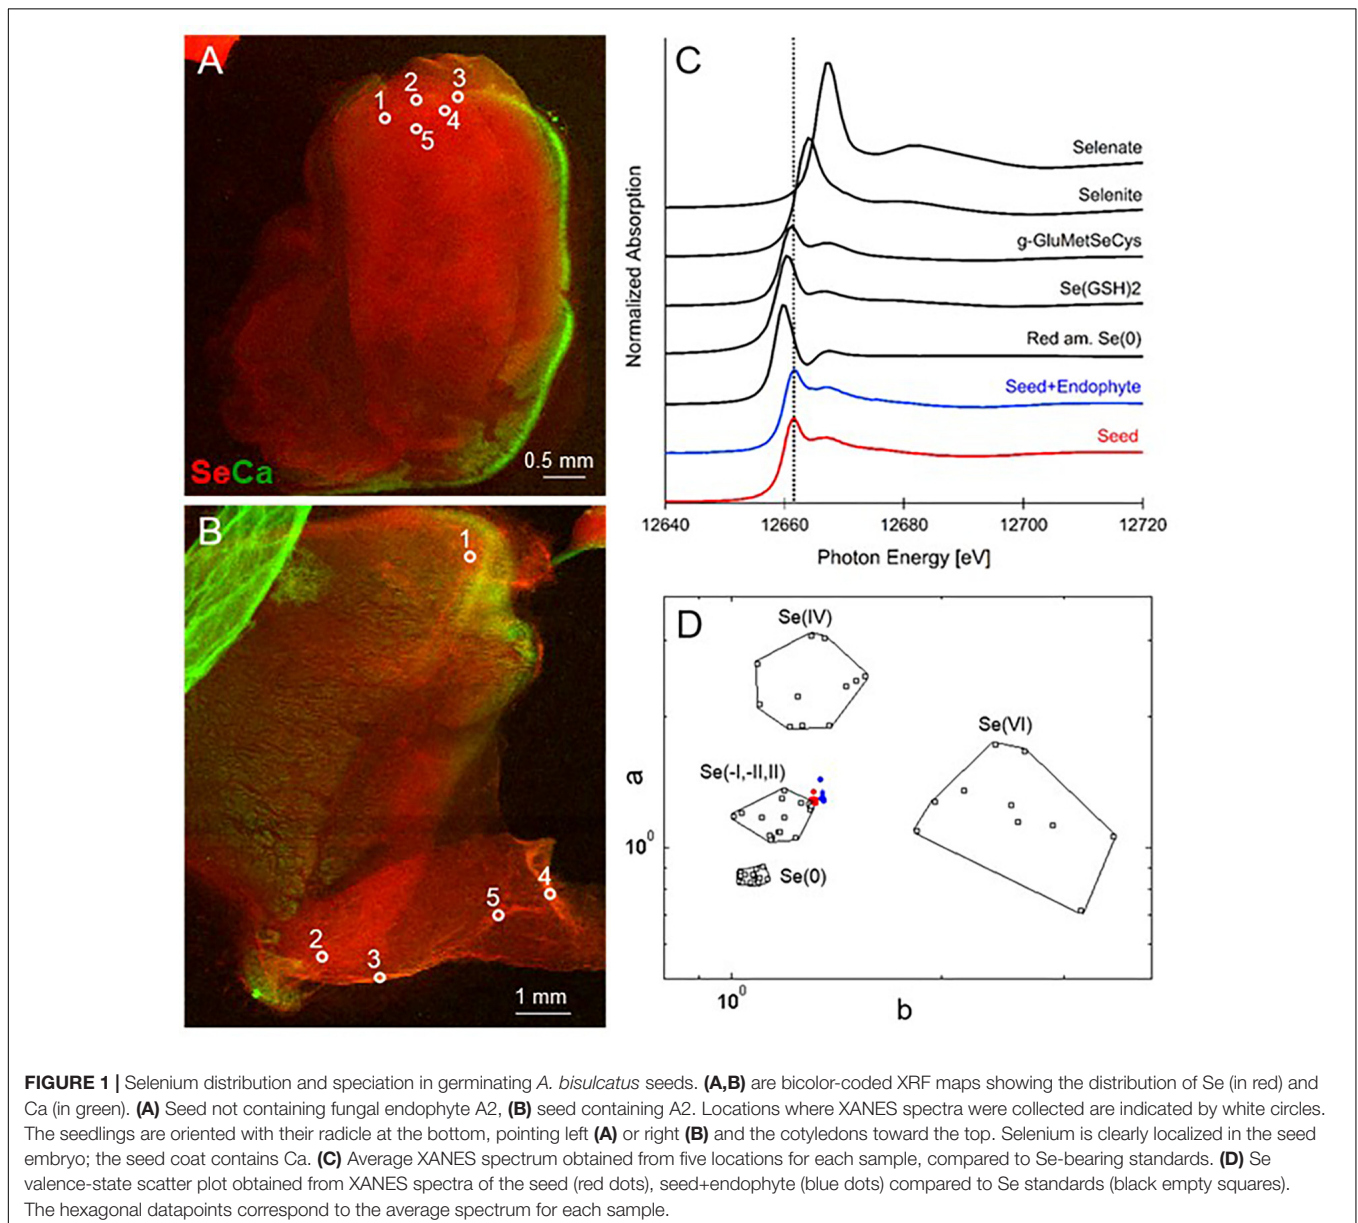 A
1
2
3
4
5
SeCa
0.5 mm
B
1
2
3
4
5
1 mm
C
Normalized Absorption
Selenate
Selenite
g-GluMetSeCys
Se(GSH)2
Red am. Se(0)
Seed+Endophyte
Seed
12640 12660 12680 12700 12720
Photon Energy [eV]
D
Se(IV)
Se(VI)
Se(-I,-II,II)
Se(0)
a
10⁰
10⁰
b
FIGURE 1 | Selenium distribution and speciation in germinating A. bisulcatus seeds. (A,B) are bicolor-coded XRF maps showing the distribution of Se (in red) and
Ca (in green). (A) Seed not containing fungal endophyte A2, (B) seed containing A2. Locations where XANES spectra were collected are indicated by white circles.
The seedlings are oriented with their radicle at the bottom, pointing left (A) or right (B) and the cotyledons toward the top. Selenium is clearly localized in the seed
embryo; the seed coat contains Ca. (C) Average XANES spectrum obtained from five locations for each sample, compared to Se-bearing standards. (D) Se
valence-state scatter plot obtained from XANES spectra of the seed (red dots), seed+endophyte (blue dots) compared to Se standards (black empty squares).
The hexagonal datapoints correspond to the average spectrum for each sample.